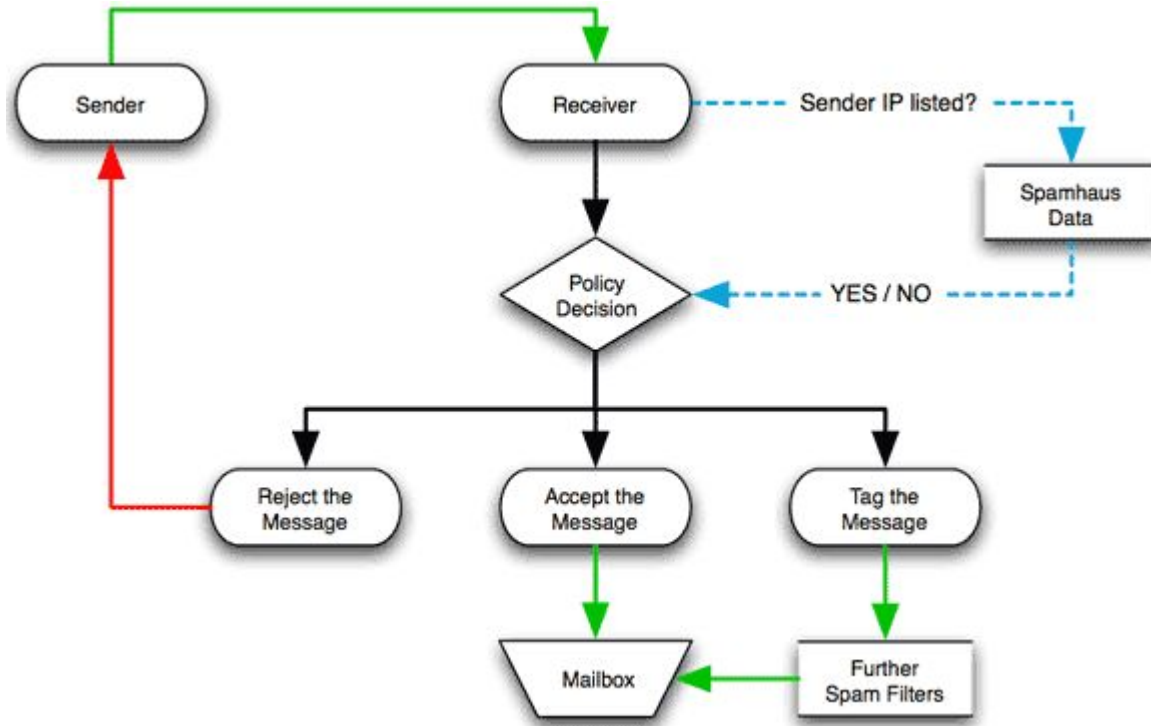 Sender
Receiver
Sender IP listed?
Spamhaus
Data
Policy
Decision
YES / NO
Reject the
Message
Accept the
Message
Tag the
Message
Mailbox
Further
Spam Filters